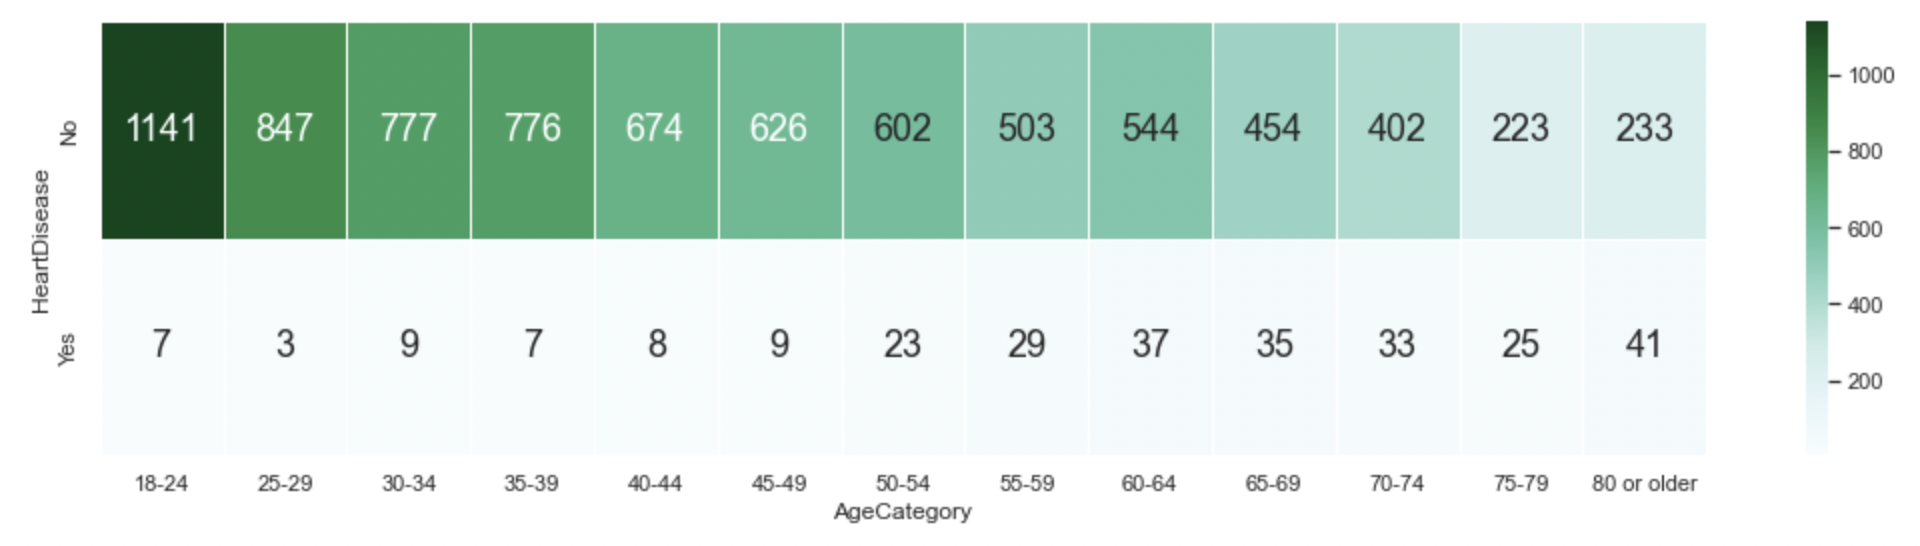 1141 847 777 776 674 626 602 503 544 454 402 223 233
7 3 9 7 8 9 23 29 37 35 33 25 41
No
Yes
HeartDisease
18-24 25-29 30-34 35-39 40-44 45-49 50-54 55-59 60-64 65-69 70-74 75-79 80 or older
AgeCategory
1000
800
600
400
200